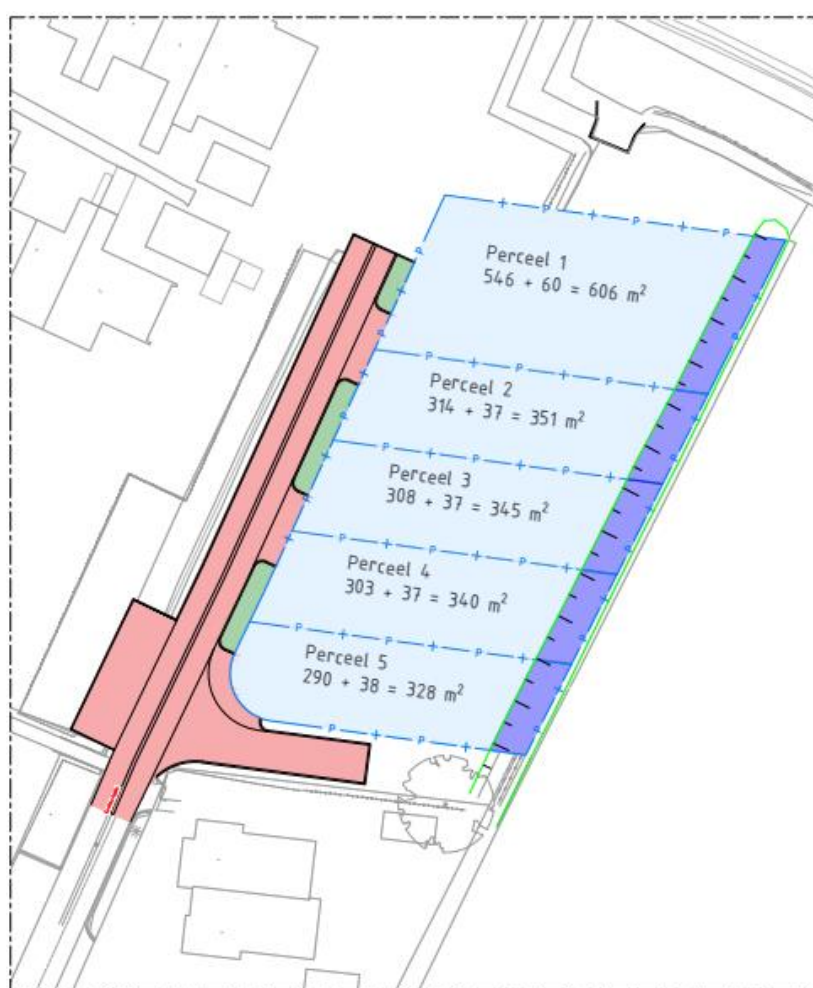 Perceel 1
546 + 60 = 606 m²
Perceel 2
314 + 37 = 351 m²
Perceel 3
308 + 37 = 345 m²
Perceel 4
303 + 37 = 340 m²
Perceel 5
290 + 38 = 328 m²